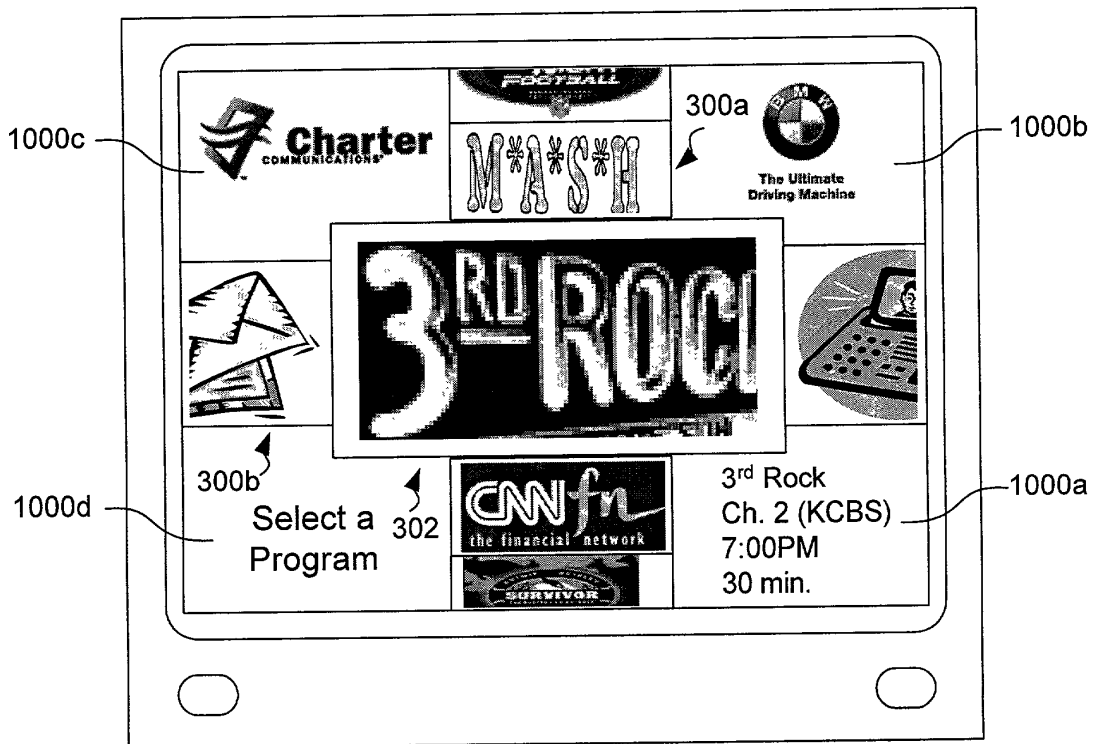 FOOTBALL
300a
1000c
Charter
COMMUNICATIONS
M*A*S*H
BMW
The Ultimate
Driving Machine
1000b
3RD ROC
300b
302
1000d
Select a
Program
CNNfn
the financial network
SURVIVOR
3rd Rock
Ch. 2 (KCBS)
7:00PM
30 min.
1000a